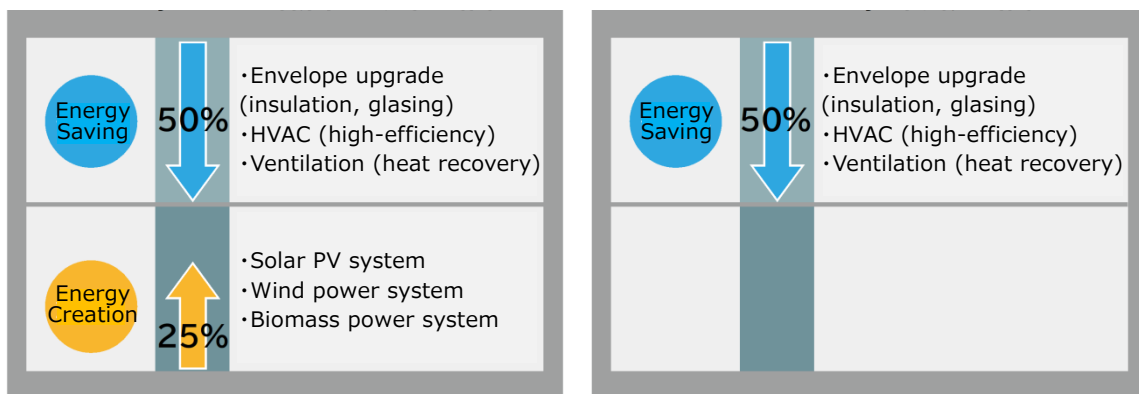 Energy
Saving
50%
・Envelope upgrade
(insulation, glasing)
・HVAC (high-efficiency)
・Ventilation (heat recovery)
Energy
Creation
25%
・Solar PV system
・Wind power system
・Biomass power system
Energy
Saving
50%
・Envelope upgrade
(insulation, glasing)
・HVAC (high-efficiency)
・Ventilation (heat recovery)